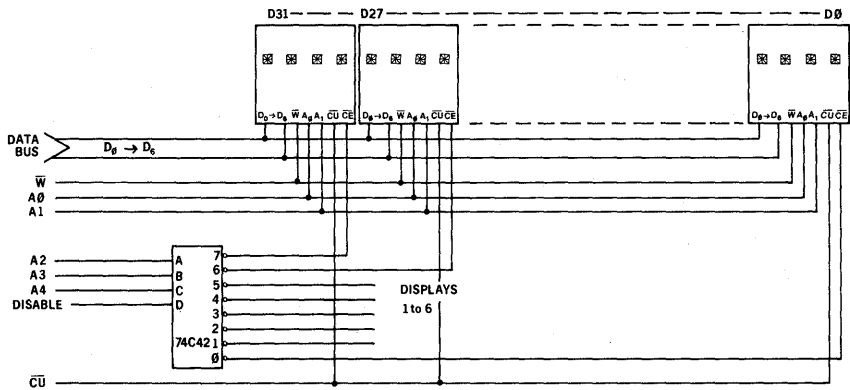 D31 D27 DØ
D₀→D₆ W̅ Aø A₁ C̅U̅ C̅E̅ Dø→D₆ W̅ Aø A₁ C̅U̅ C̅E̅ Dø→D₆ W̅ Aø A₁ C̅U̅ C̅E̅
DATA
BUS
Dø → D₆
W̅
AØ
A1
A2 A 7
A3 B 6
A4 C 5
DISABLE D 4
3
2
74C42 1
Ø
DISPLAYS
1 to 6
C̅U̅